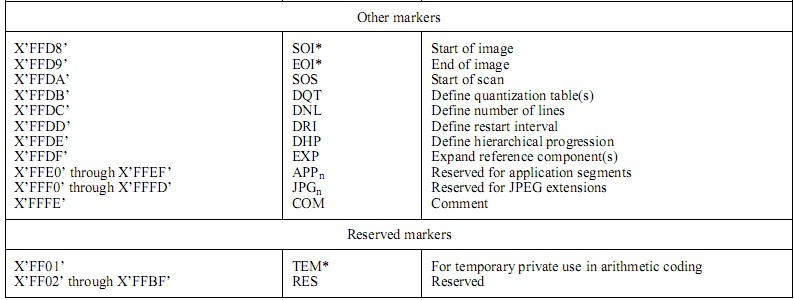 Other markers
X’FFD8’ SOI* Start of image
X’FFD9’ EOI* End of image
X’FFDA’ SOS Start of scan
X’FFDB’ DQT Define quantization table(s)
X’FFDC’ DNL Define number of lines
X’FFDD’ DRI Define restart interval
X’FFDE’ DHP Define hierarchical progression
X’FFDF’ EXP Expand reference component(s)
X’FFE0’ through X’FFEF’ APPn Reserved for application segments
X’FFF0’ through X’FFFD’ JPGn Reserved for JPEG extensions
X’FFFE’ COM Comment
Reserved markers
X’FF01’ TEM* For temporary private use in arithmetic coding
X’FF02’ through X’FFBF’ RES Reserved